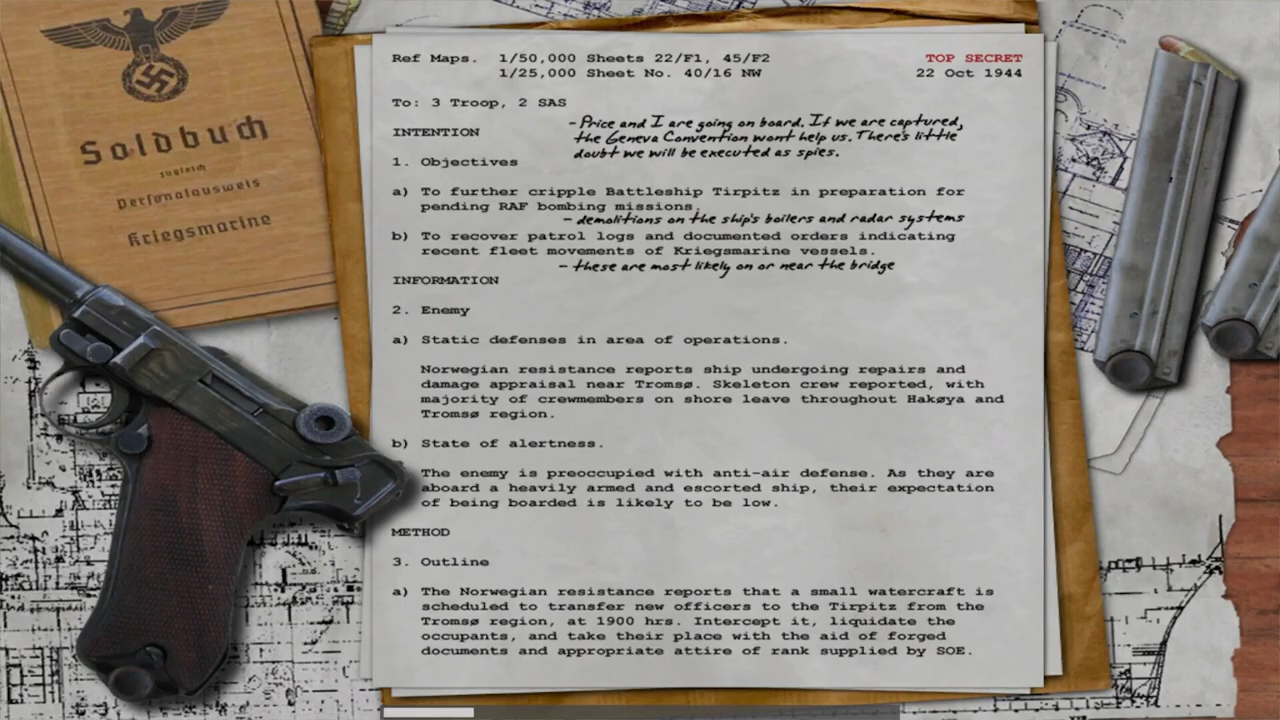 Soldbuch
zugleich
Personalausweis
Kriegsmarine
Ref Maps. 1/50,000 Sheets 22/F1, 45/F2
1/25,000 Sheet No. 40/16 NW
TOP SECRET
22 Oct 1944
To: 3 Troop, 2 SAS
- Price and I are going on board. If we are captured,
the Geneva Convention wont help us. There's little
doubt we will be executed as spies.
INTENTION
1. Objectives
a) To further cripple Battleship Tirpitz in preparation for
pending RAF bombing missions.
- demolitions on the ship's boilers and radar systems
b) To recover patrol logs and documented orders indicating
recent fleet movements of Kriegsmarine vessels.
- these are most likely on or near the bridge
INFORMATION
2. Enemy
a) Static defenses in area of operations.
Norwegian resistance reports ship undergoing repairs and
damage appraisal near Tromsø. Skeleton crew reported, with
majority of crewmembers on shore leave throughout Hakøya and
Tromsø region.
b) State of alertness.
The enemy is preoccupied with anti-air defense. As they are
aboard a heavily armed and escorted ship, their expectation
of being boarded is likely to be low.
METHOD
3. Outline
a) The Norwegian resistance reports that a small watercraft is
scheduled to transfer new officers to the Tirpitz from the
Tromsø region, at 1900 hrs. Intercept it, liquidate the
occupants, and take their place with the aid of forged
documents and appropriate attire of rank supplied by SOE.